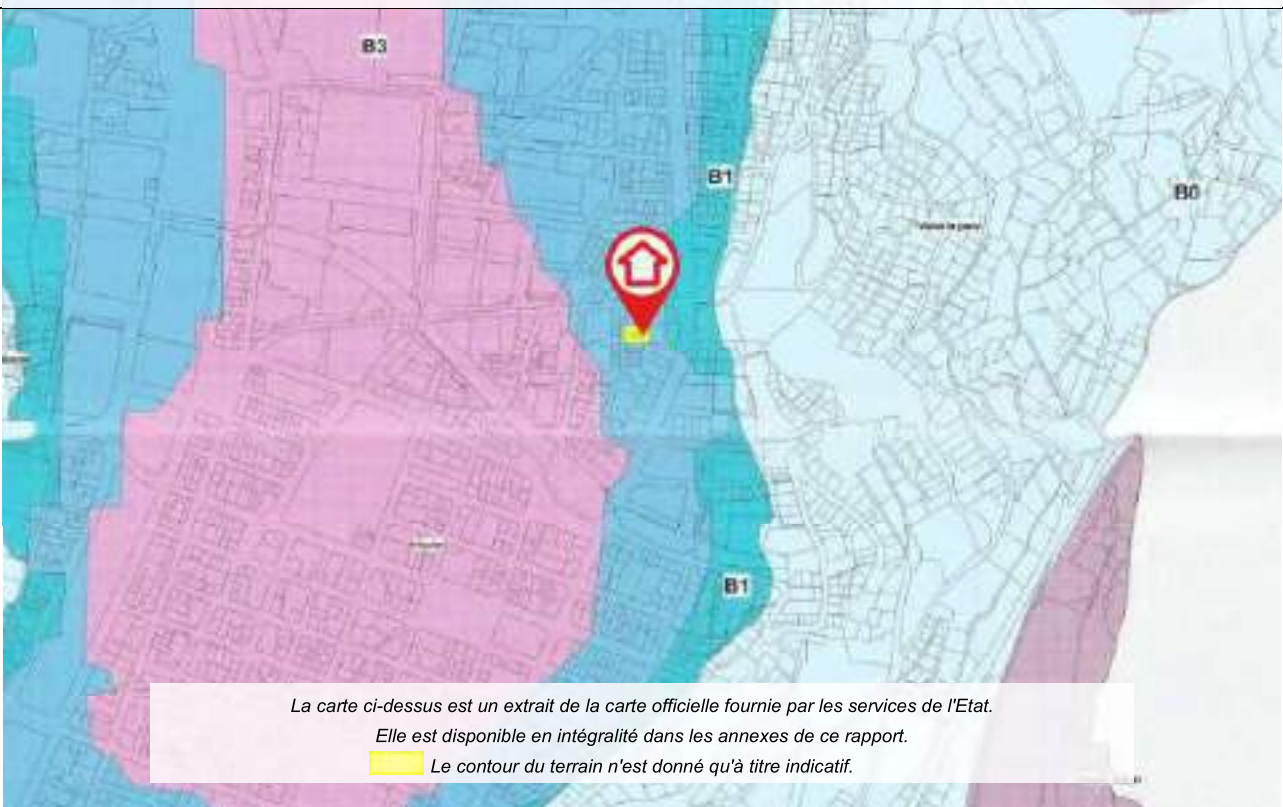 B3
B1
B0
B1
La carte ci-dessus est un extrait de la carte officielle fournie par les services de l'Etat.
Elle est disponible en intégralité dans les annexes de ce rapport.
Le contour du terrain n'est donné qu'à titre indicatif.